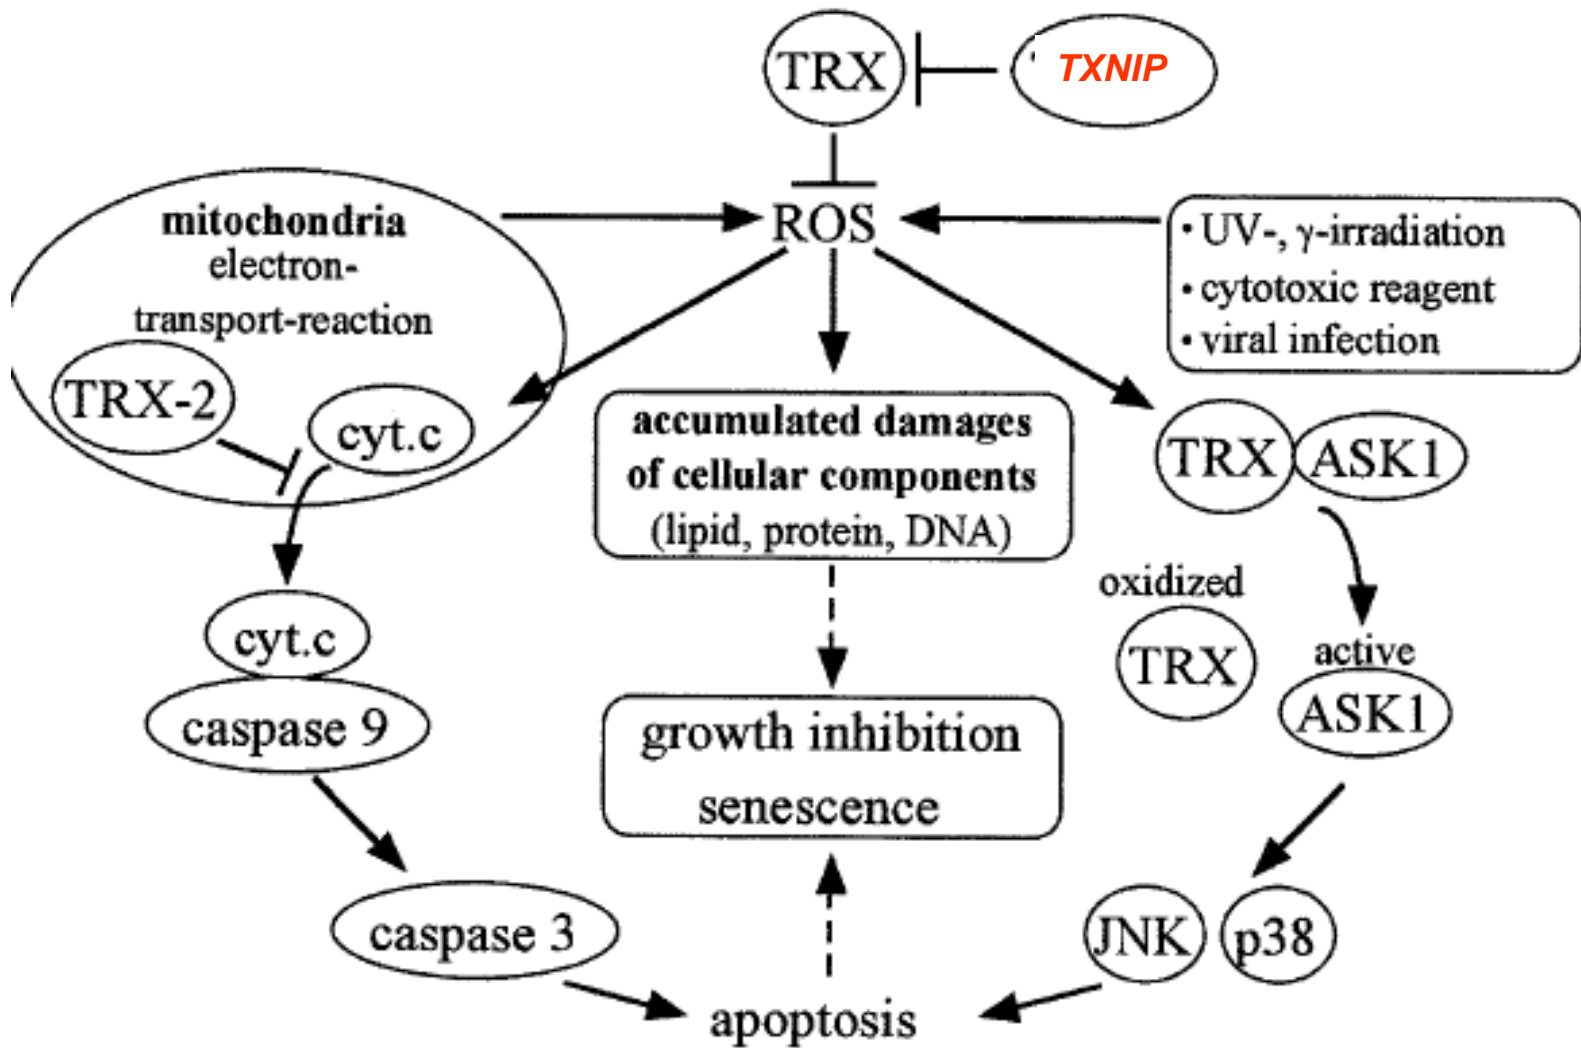 TRX
TXNIP
mitochondria
electron-
transport-reaction
TRX-2
cyt.c
ROS
• UV-, γ-irradiation
• cytotoxic reagent
• viral infection
accumulated damages
of cellular components
(lipid, protein, DNA)
TRX
ASK1
oxidized
TRX
active
ASK1
cyt.c
caspase 9
growth inhibition
senescence
caspase 3
JNK
p38
apoptosis